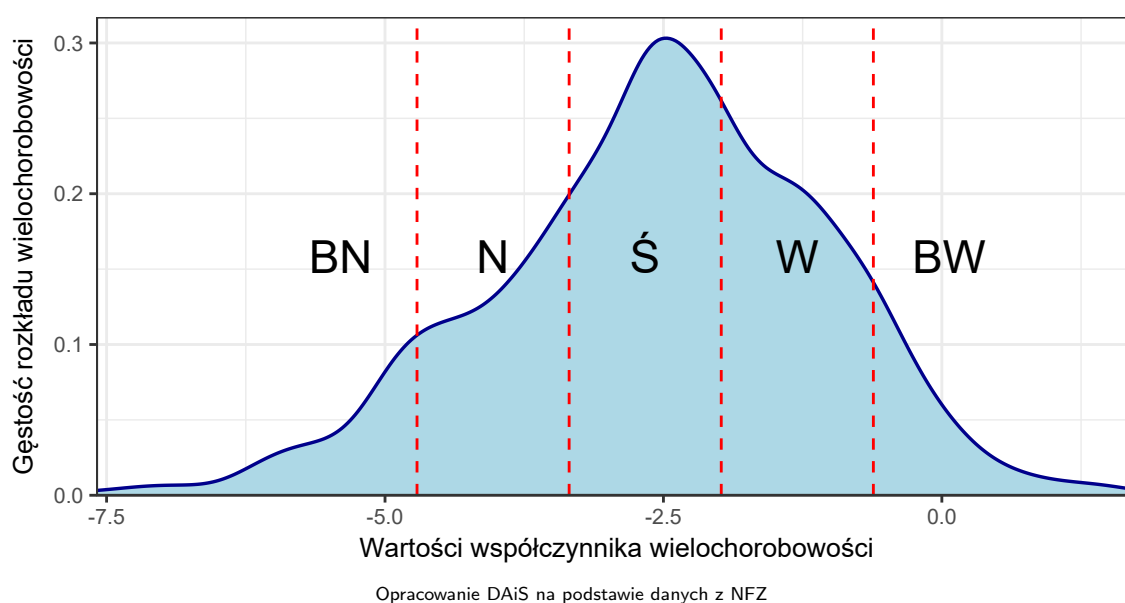 Gęstość rozkładu wielochorobowości
0.3
0.2
0.1
0.0
BN N Ś W BW
-7.5 -5.0 -2.5 0.0
Wartości współczynnika wielochorobowości
Opracowanie DAiS na podstawie danych z NFZ